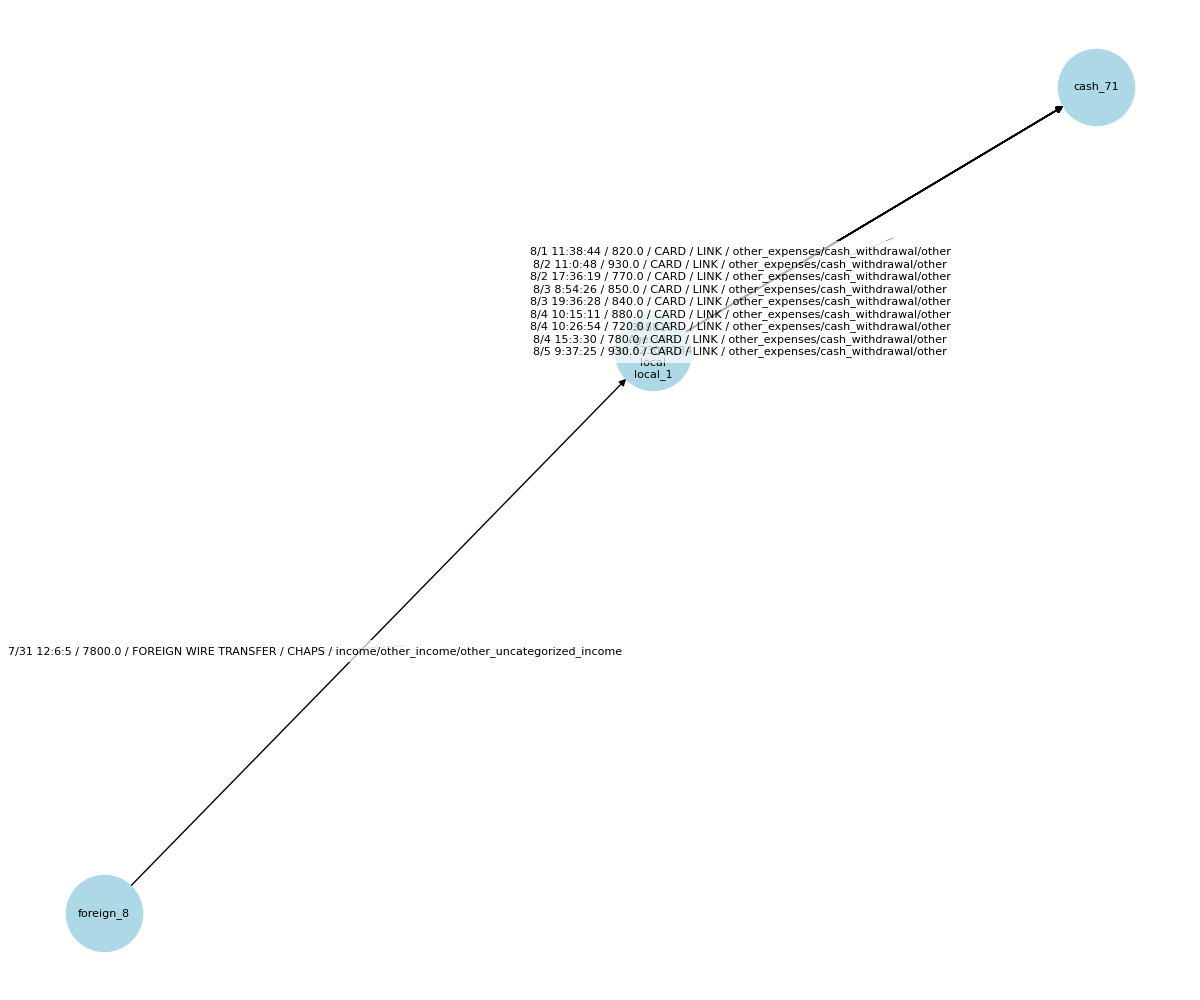 cash_71
8/1 11:38:44 / 820.0 / CARD / LINK / other_expenses/cash_withdrawal/other
8/2 11:0:48 / 930.0 / CARD / LINK / other_expenses/cash_withdrawal/other
8/2 17:36:19 / 770.0 / CARD / LINK / other_expenses/cash_withdrawal/other
8/3 8:54:26 / 850.0 / CARD / LINK / other_expenses/cash_withdrawal/other
8/3 19:36:28 / 840.0 / CARD / LINK / other_expenses/cash_withdrawal/other
8/4 10:15:11 / 880.0 / CARD / LINK / other_expenses/cash_withdrawal/other
8/4 10:26:54 / 720.0 / CARD / LINK / other_expenses/cash_withdrawal/other
8/4 15:3:30 / 780.0 / CARD / LINK / other_expenses/cash_withdrawal/other
8/5 9:37:25 / 930.0 / CARD / LINK / other_expenses/cash_withdrawal/other
local
local_1
7/31 12:6:5 / 7800.0 / FOREIGN WIRE TRANSFER / CHAPS / income/other_income/other_uncategorized_income
foreign_8